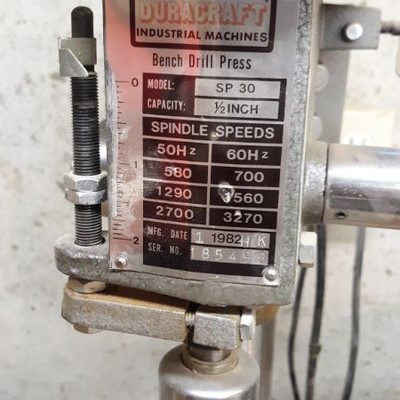 DURACRAFT
INDUSTRIAL MACHINES
Bench Drill Press
MODEL: SP 30
CAPACITY: ½ INCH
SPINDLE SPEEDS
50Hz 60Hz
580 700
1290 1560
2700 3270
MFG. DATE 1 1982 H/K
SER. NO.
0
1
2